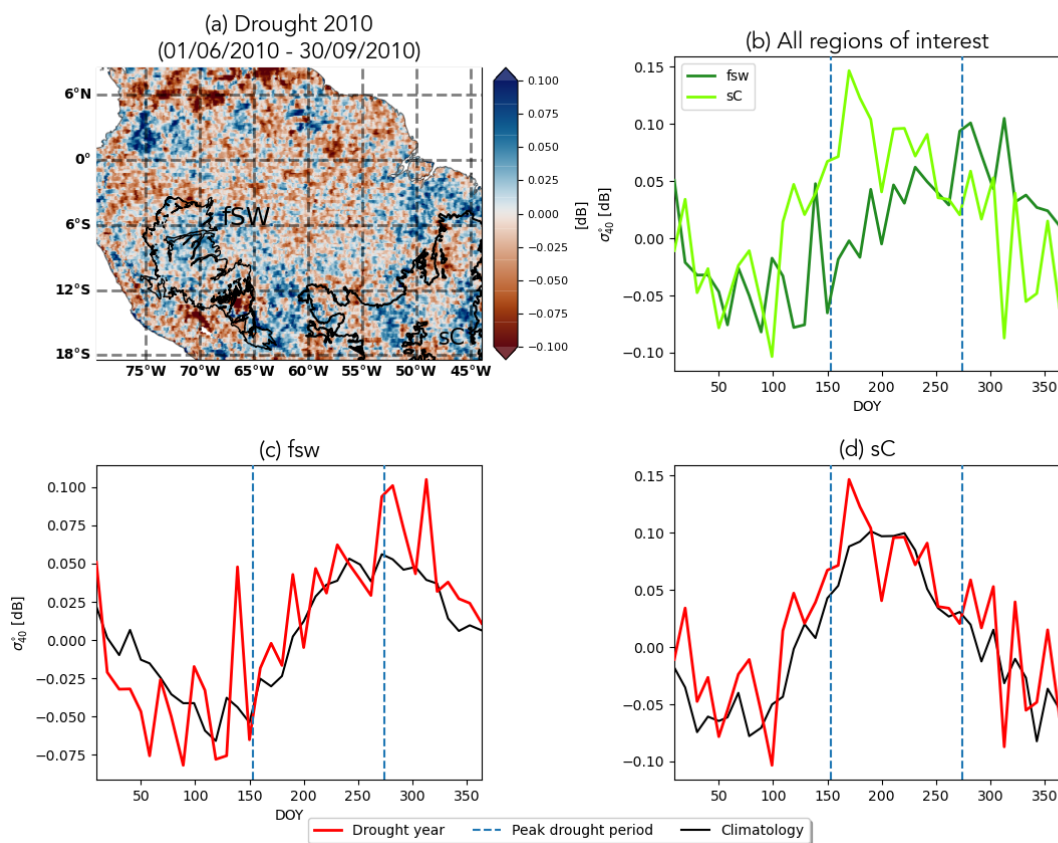 (a) Drought 2010
(01/06/2010 - 30/09/2010)
6°N
0°
6°S
12°S
18°S
75°W 70°W 65°W 60°W 55°W 50°W 45°W
fSW
sC
0.100
0.075
0.050
0.025
0.000
−0.025
−0.050
−0.075
−0.100
[dB]
(b) All regions of interest
fsw
sC
0.15
0.10
0.05
0.00
−0.05
−0.10
σ°40 [dB]
50 100 150 200 250 300 350
DOY
(c) fsw
0.100
0.075
0.050
0.025
0.000
−0.025
−0.050
−0.075
σ°40 [dB]
50 100 150 200 250 300 350
DOY
(d) sC
0.15
0.10
0.05
0.00
−0.05
−0.10
50 100 150 200 250 300 350
Drought year Peak drought period Climatology